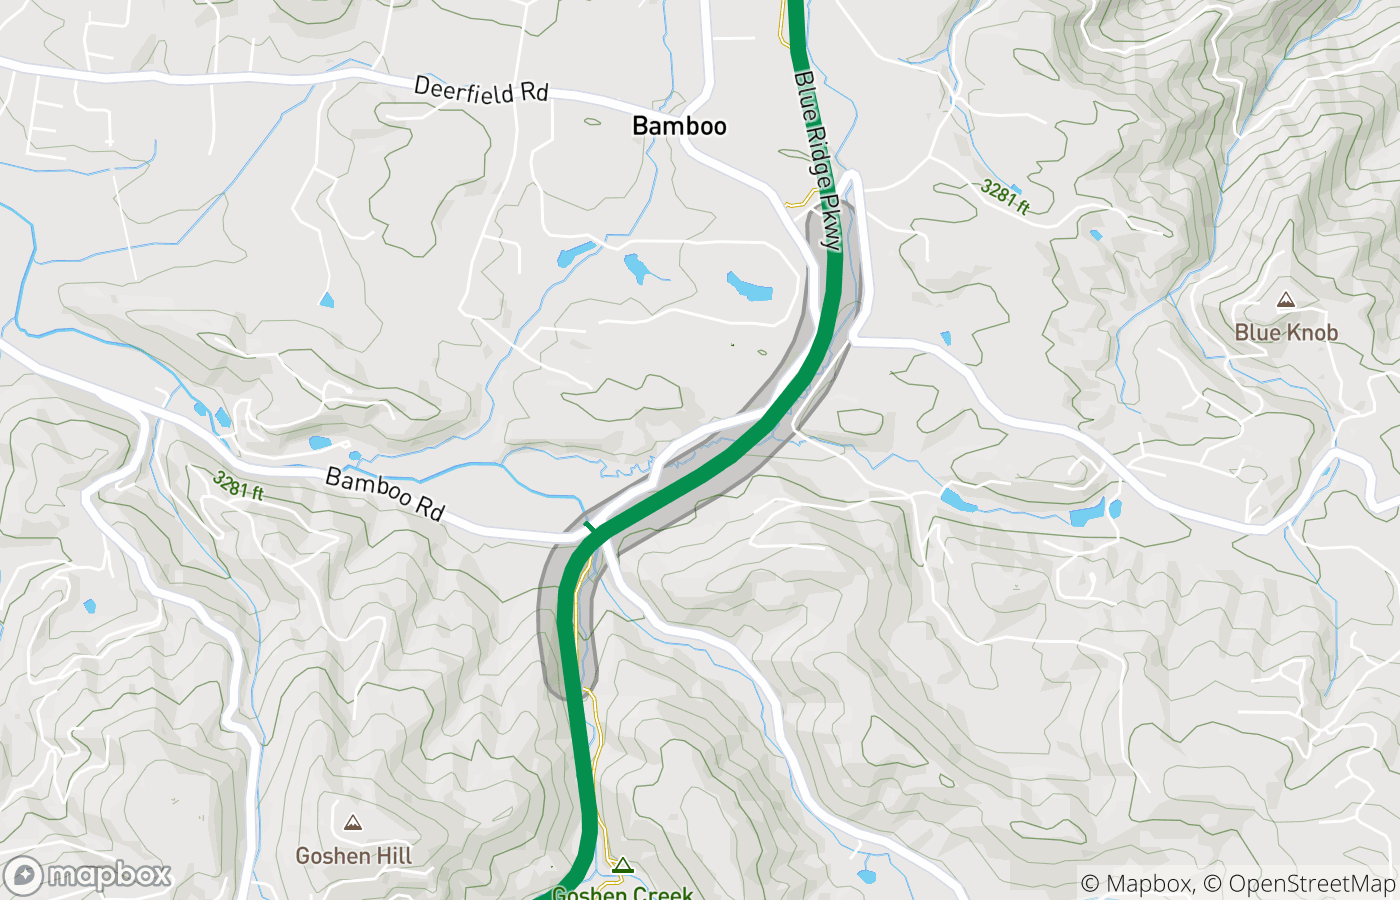 Deerfield Rd
Bamboo
Blue Ridge Pkwy
3281 ft
Blue Knob
3281 ft
Bamboo Rd
Goshen Hill
Goshen Creek
mapbox
© Mapbox, © OpenStreetMap